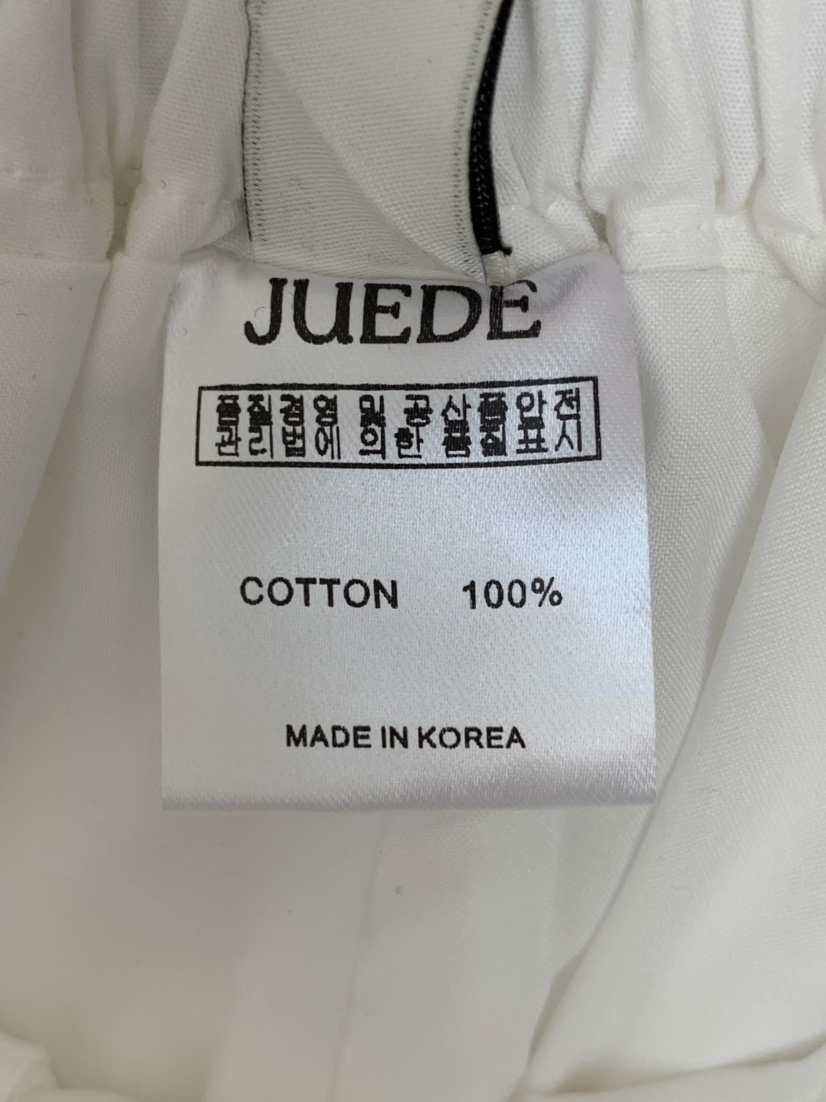 JUEDE
품질경영 및 공산품안전
관리법에 의한 품질표시
COTTON 100%
MADE IN KOREA